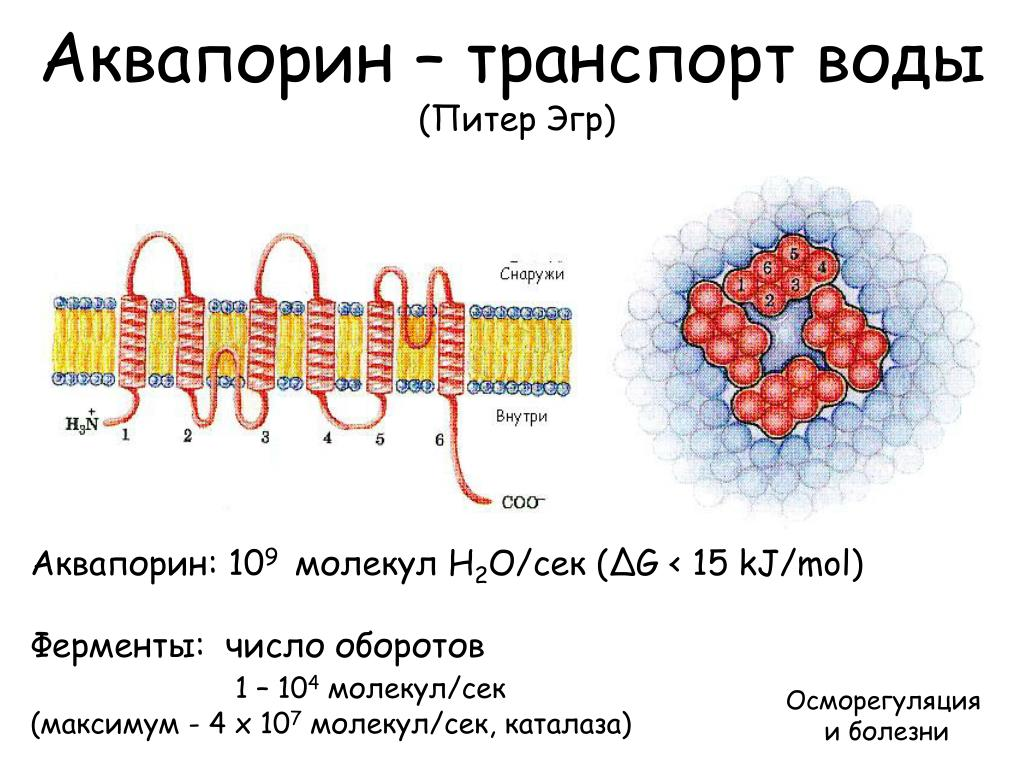 Аквапорин – транспорт воды
(Питер Эгр)
Снаружи
Внутри
H₃N⁺
1 2 3 4 5 6
COO⁻
1 2 3 4 5 6
Аквапорин: 10⁹ молекул H₂O/сек (ΔG < 15 kJ/mol)
Ферменты: число оборотов
1 – 10⁴ молекул/сек
(максимум - 4 x 10⁷ молекул/сек, каталаза)
Осморегуляция
и болезни